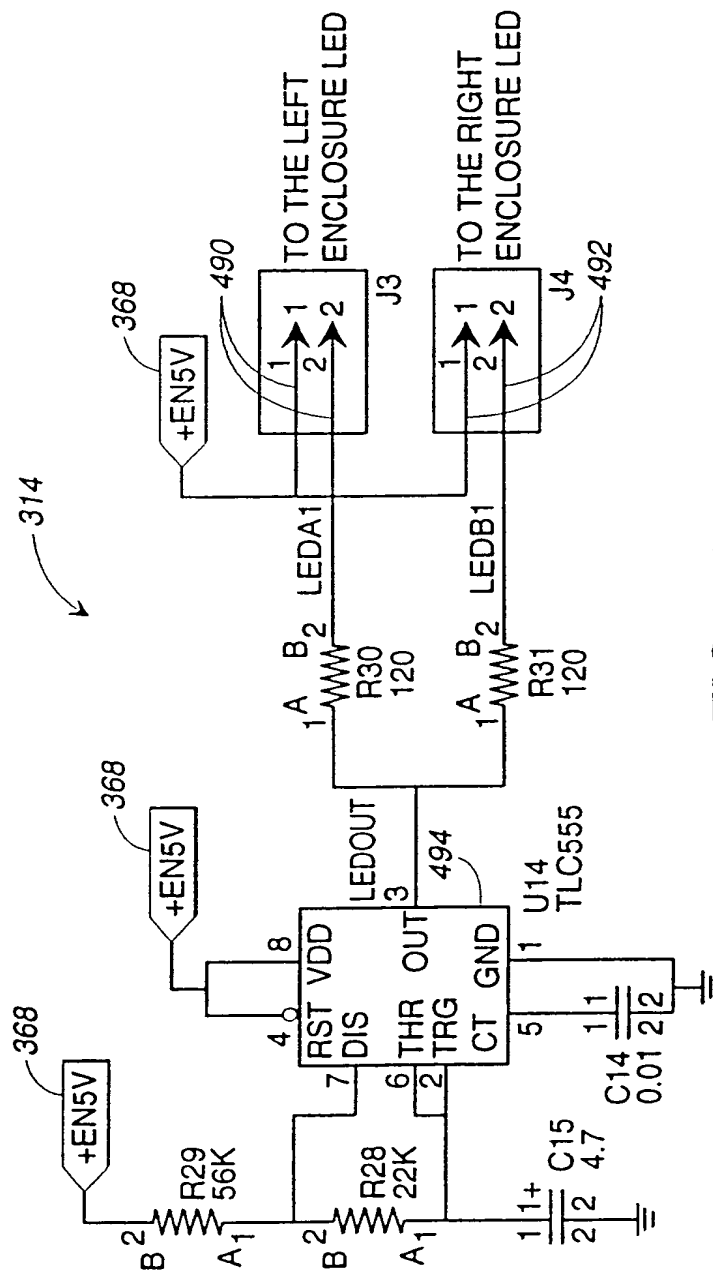 314
368
+EN5V
368
+EN5V
368
+EN5V
2
B
R29
56K
A
1
2
B
R28
22K
A
1
1 1+
C15
4.7
2 2
4
8
RST
VDD
DIS
7
THR
6
OUT
3
TRG
2
CT
GND
5
1
LEDOUT
494
U14
TLC555
1 1
C14
0.01
2 2
A
1
B
2
R30
120
LEDA1
A
1
B
2
R31
120
LEDB1
490
1
1
2
2
J3
TO THE LEFT
ENCLOSURE LED
1
1
2
2
J4
492
TO THE RIGHT
ENCLOSURE LED